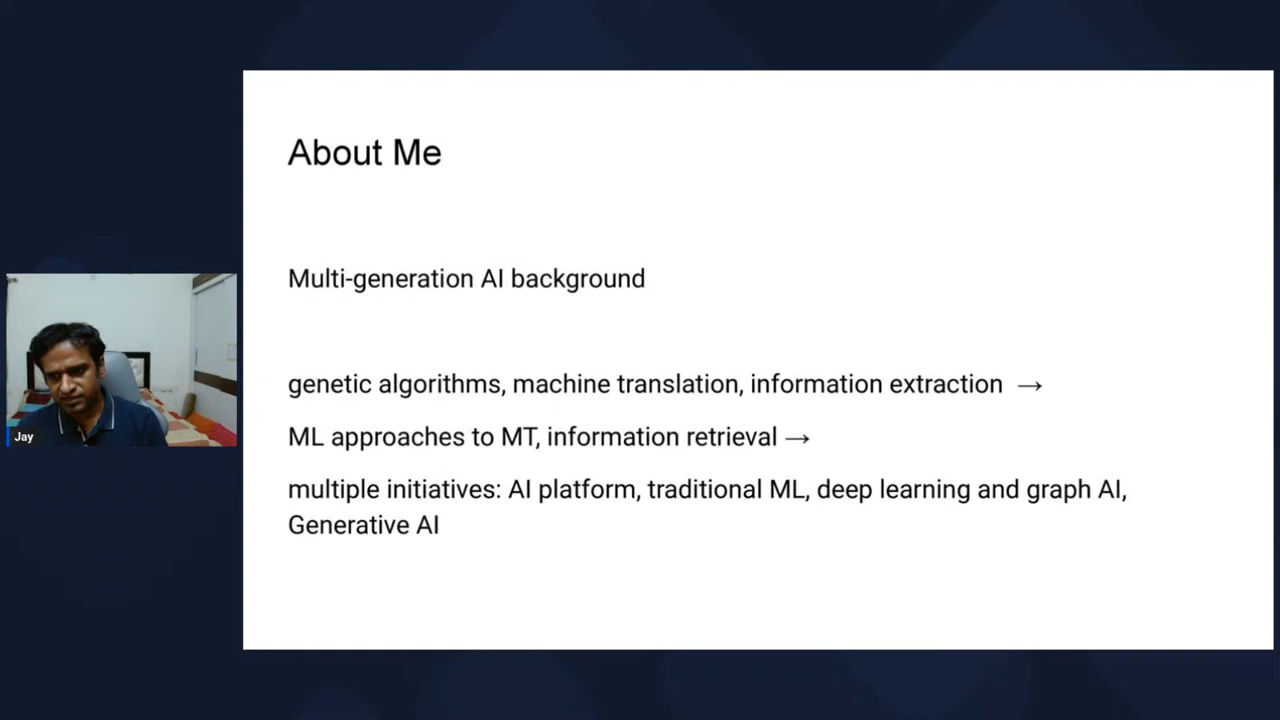 About Me
Multi-generation AI background
genetic algorithms, machine translation, information extraction →
ML approaches to MT, information retrieval →
multiple initiatives: AI platform, traditional ML, deep learning and graph AI,
Generative AI
Jay